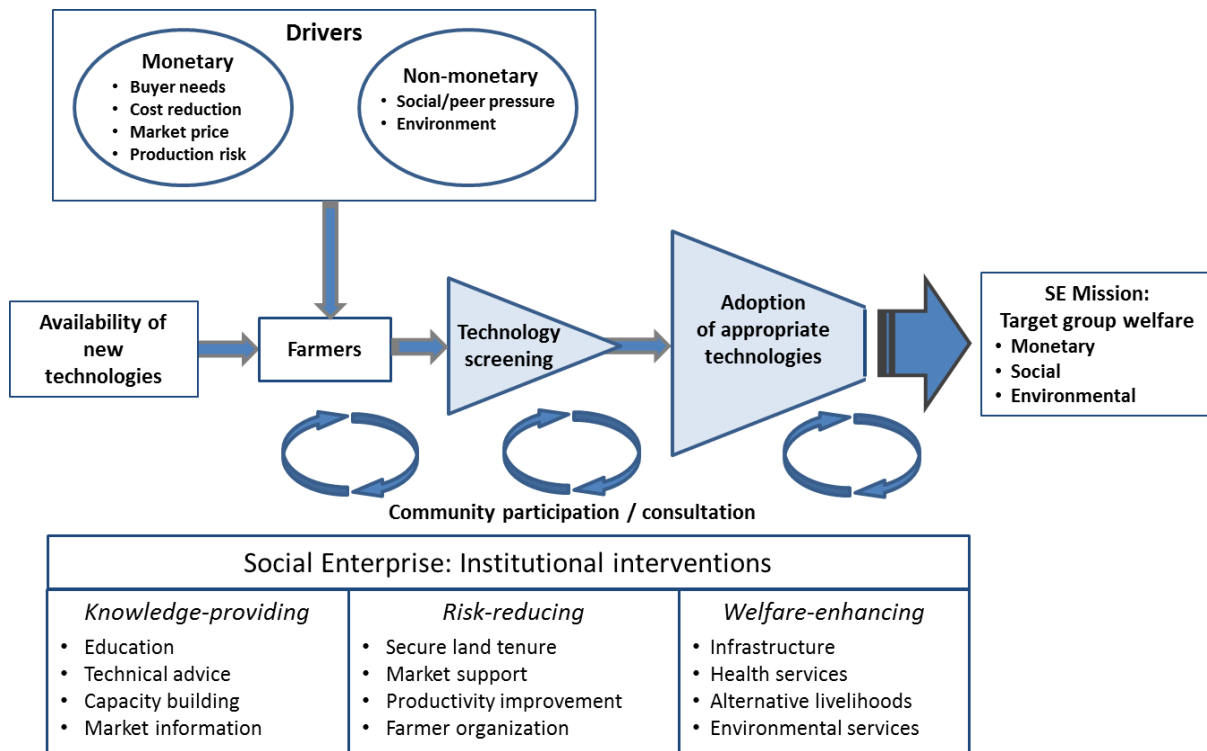 Drivers
Monetary
• Buyer needs
• Cost reduction
• Market price
• Production risk
Non-monetary
• Social/peer pressure
• Environment
Availability of
new
technologies
Farmers
Technology
screening
Adoption
of appropriate
technologies
SE Mission:
Target group welfare
• Monetary
• Social
• Environmental
Community participation / consultation
Social Enterprise: Institutional interventions
Knowledge-providing
• Education
• Technical advice
• Capacity building
• Market information
Risk-reducing
• Secure land tenure
• Market support
• Productivity improvement
• Farmer organization
Welfare-enhancing
• Infrastructure
• Health services
• Alternative livelihoods
• Environmental services